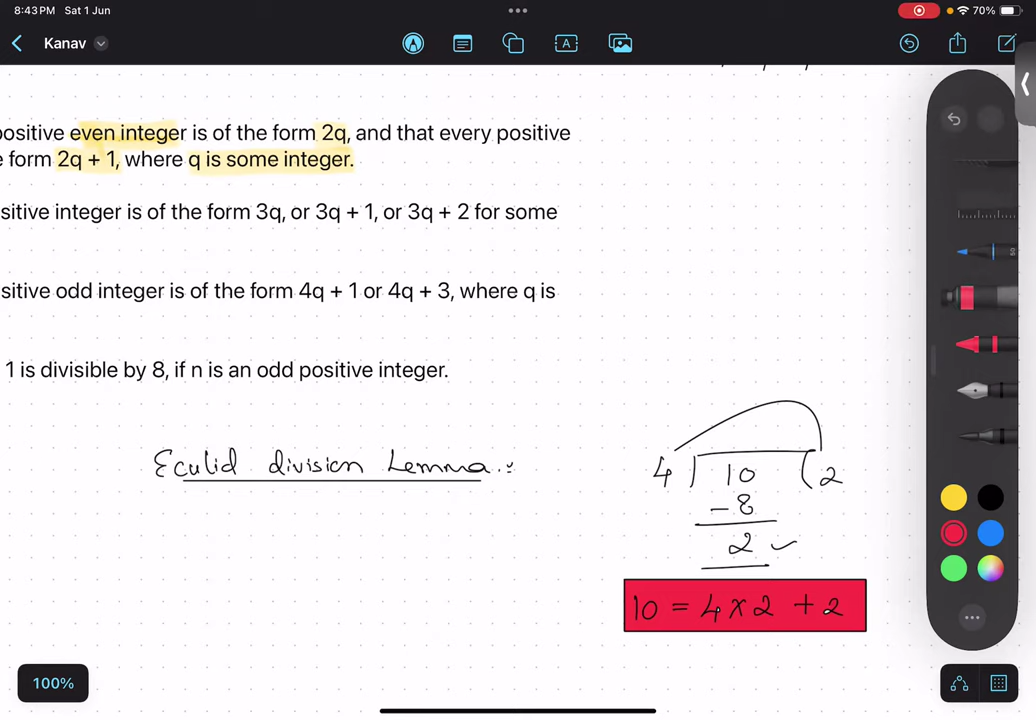 8:43 PM Sat 1 Jun
70%
Kanav
positive even integer is of the form 2q, and that every positive
e form 2q + 1, where q is some integer.
sitive integer is of the form 3q, or 3q + 1, or 3q + 2 for some
sitive odd integer is of the form 4q + 1 or 4q + 3, where q is
1 is divisible by 8, if n is an odd positive integer.
Eculid division Lemma :
4 ) 10 ( 2
- 8
2 ✓
10 = 4 x 2 + 2
100%